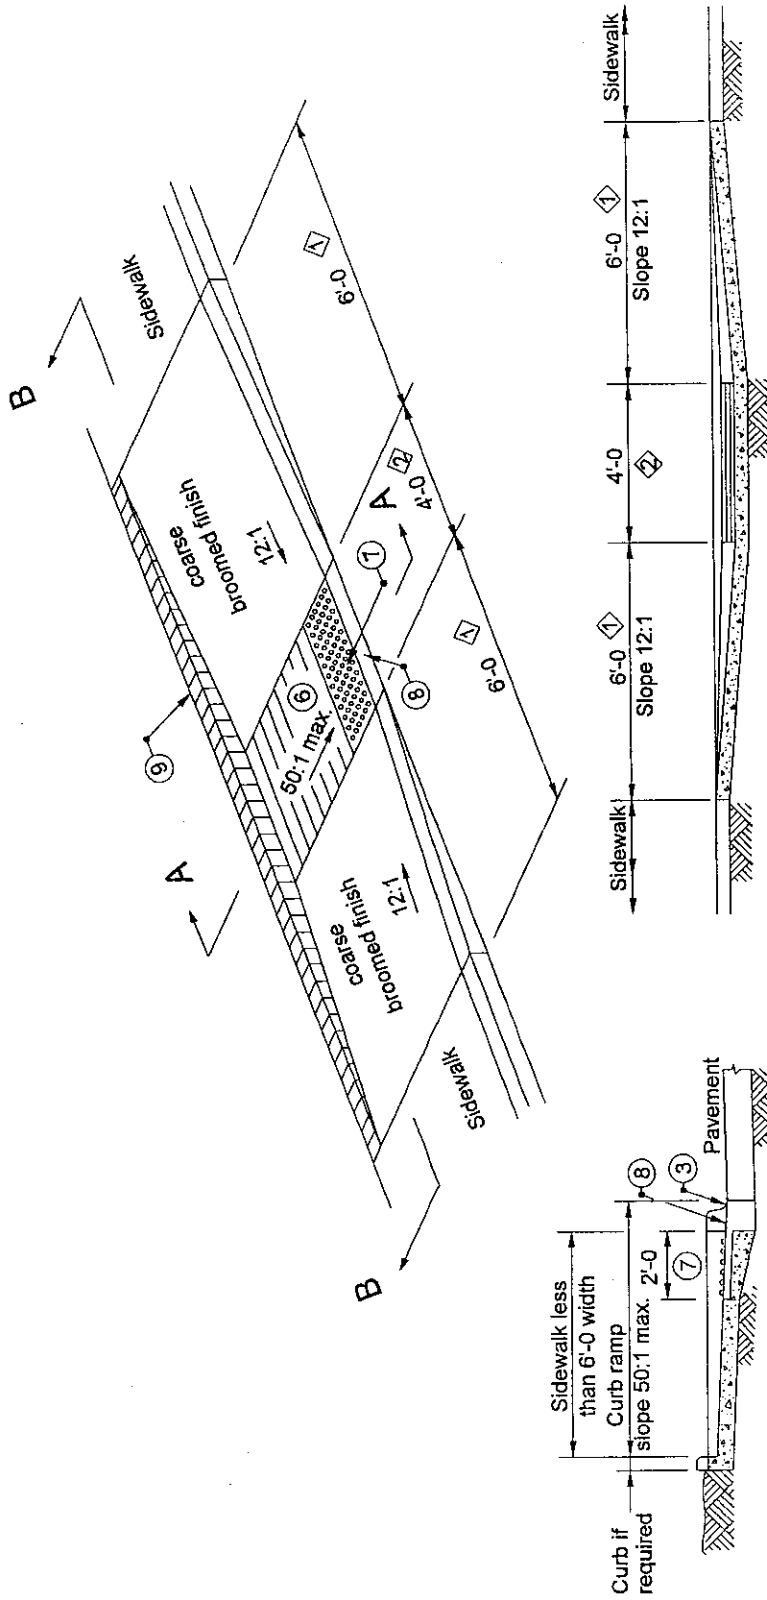 B
Sidewalk
A
9
coarse
broomed finish
12:1
6
50:1 max.
coarse
broomed finish
12:1
Sidewalk
B
6'-0 1
4'-0 2
A
7
8
6'-0 1
Curb if
required
Sidewalk less
than 6'-0 width
Curb ramp
slope 50:1 max.
2'-0
7
8
3
Pavement
Sidewalk
6'-0 1
Slope 12:1
4'-0
2
6'-0 1
Slope 12:1
Sidewalk